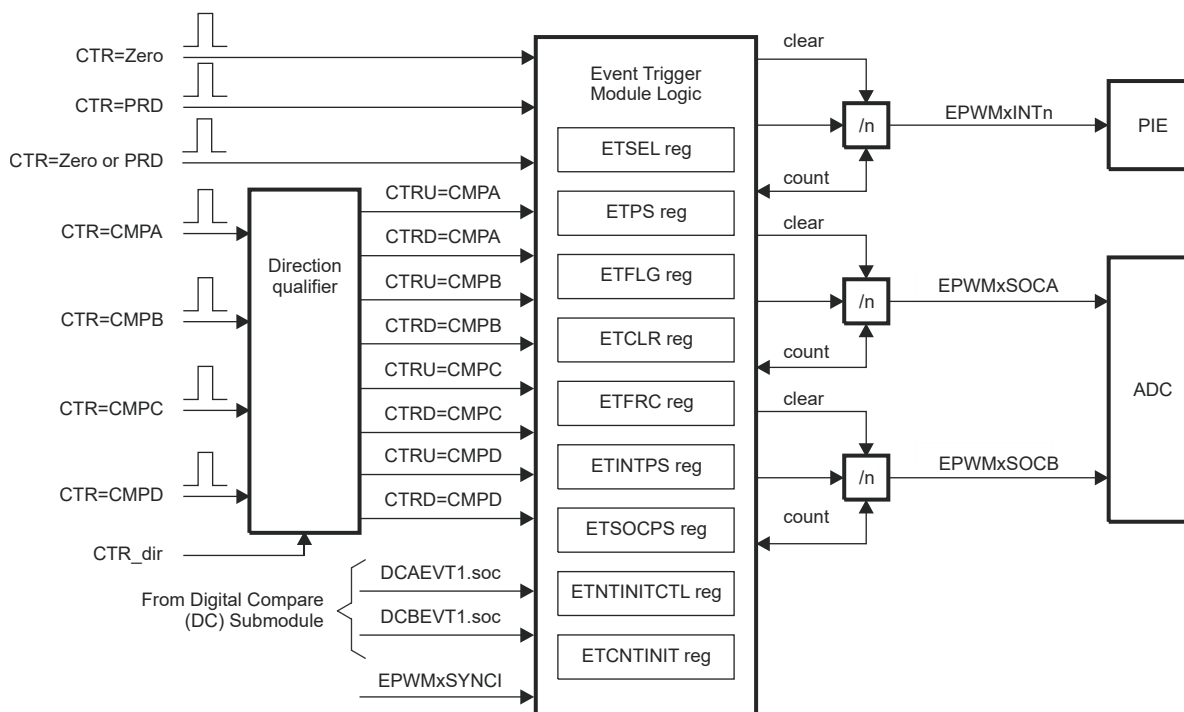 CTR=Zero
CTR=PRD
CTR=Zero or PRD
CTR=CMPA
CTR=CMPB
CTR=CMPC
CTR=CMPD
CTR_dir
Direction
qualifier
CTRU=CMPA
CTRD=CMPA
CTRU=CMPB
CTRD=CMPB
CTRU=CMPC
CTRD=CMPC
CTRU=CMPD
CTRD=CMPD
From Digital Compare
(DC) Submodule
DCAEVT1.soc
DCBEVT1.soc
EPWMxSYNCI
Event Trigger
Module Logic
ETSEL reg
ETPS reg
ETFLG reg
ETCLR reg
ETFRC reg
ETINTPS reg
ETSOCPS reg
ETNTINITCTL reg
ETCNTINIT reg
clear
/n
count
EPWMxINTn
PIE
clear
/n
count
EPWMxSOCA
clear
/n
count
EPWMxSOCB
ADC